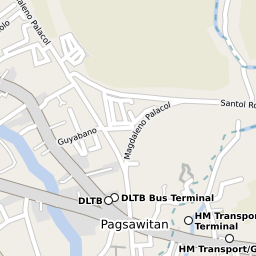 Magdaleno Palacol
Santol Ro
Magdaleno Palacol
Guyabano
DLTB
DLTB Bus Terminal
Pagsawitan
HM Transpor
Terminal
HM Transport/G